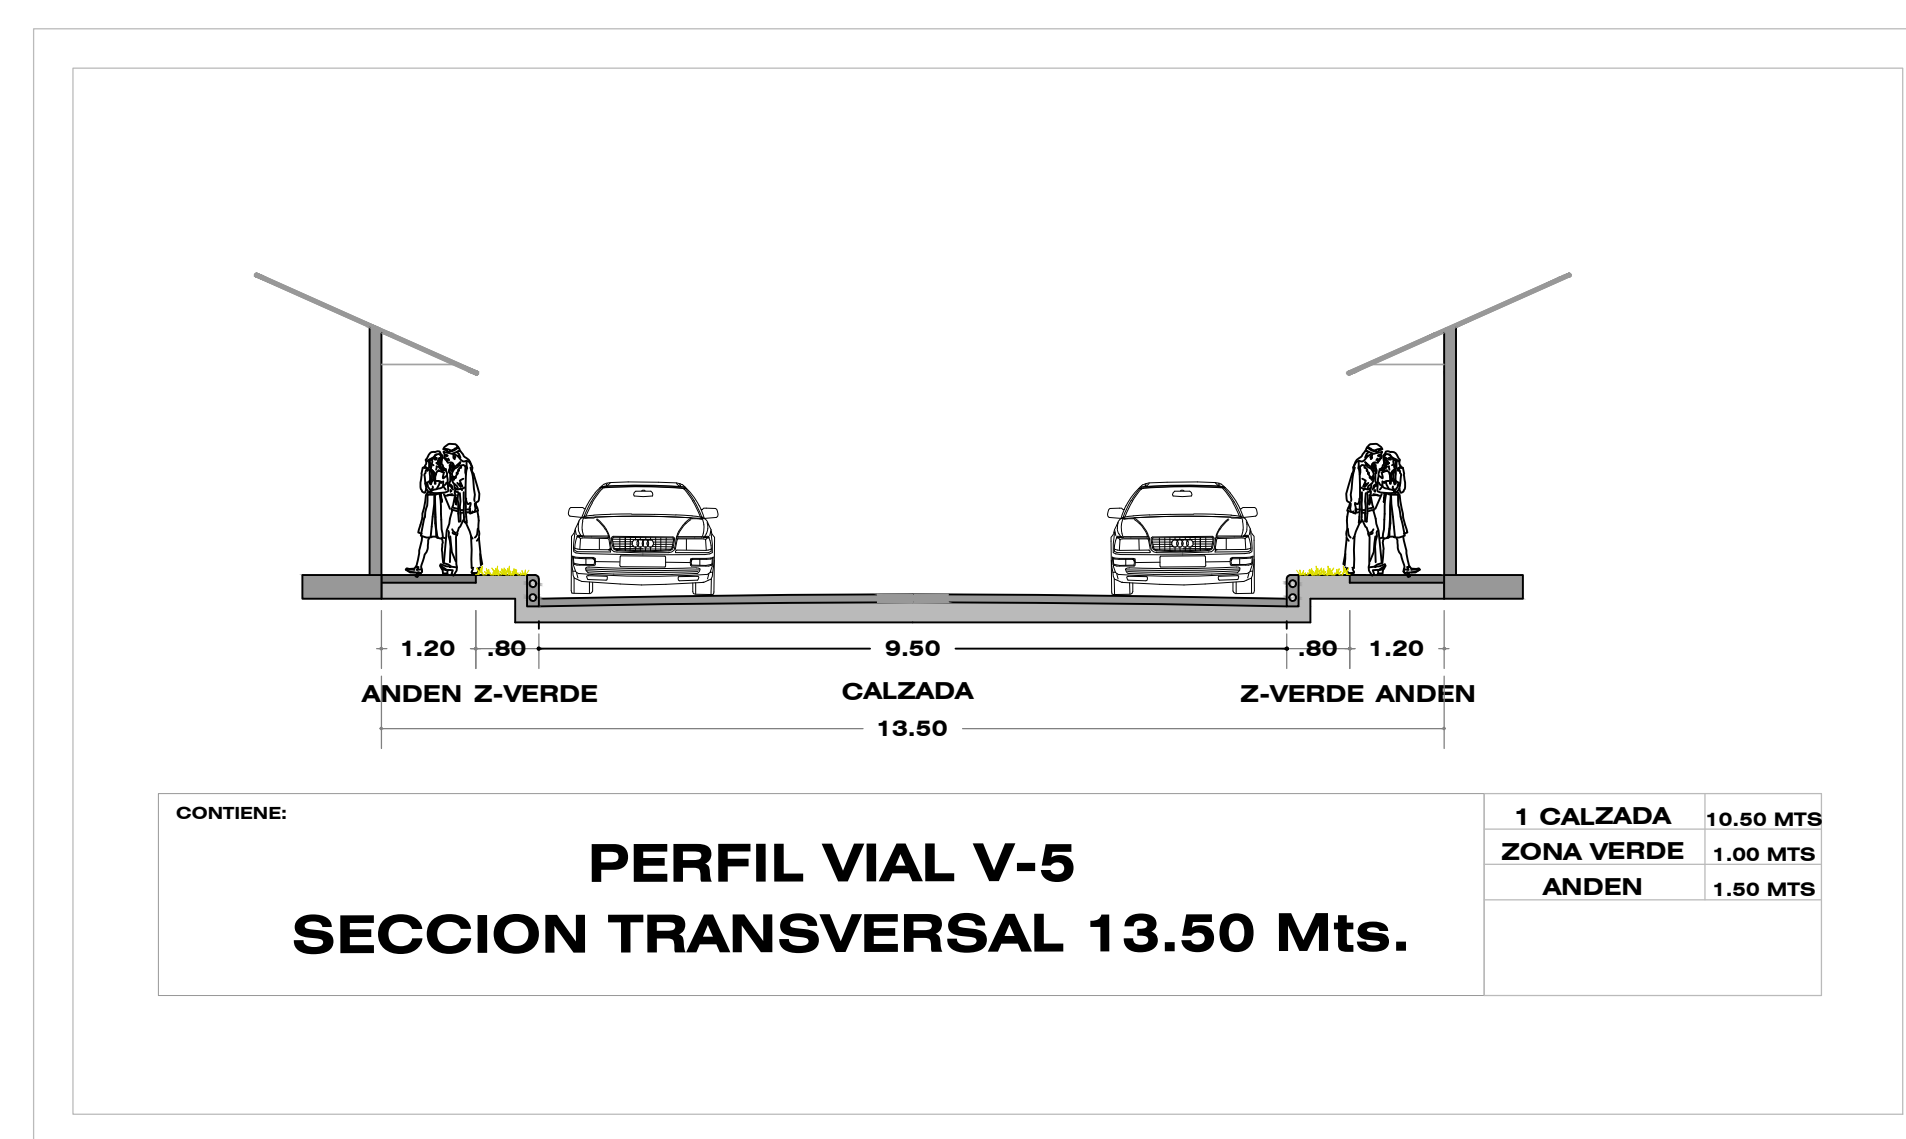 1.20 .80 9.50 .80 1.20
ANDEN Z-VERDE CALZADA Z-VERDE ANDEN
13.50
CONTIENE:
PERFIL VIAL V-5
SECCION TRANSVERSAL 13.50 Mts.
1 CALZADA 10.50 MTS
ZONA VERDE 1.00 MTS
ANDEN 1.50 MTS